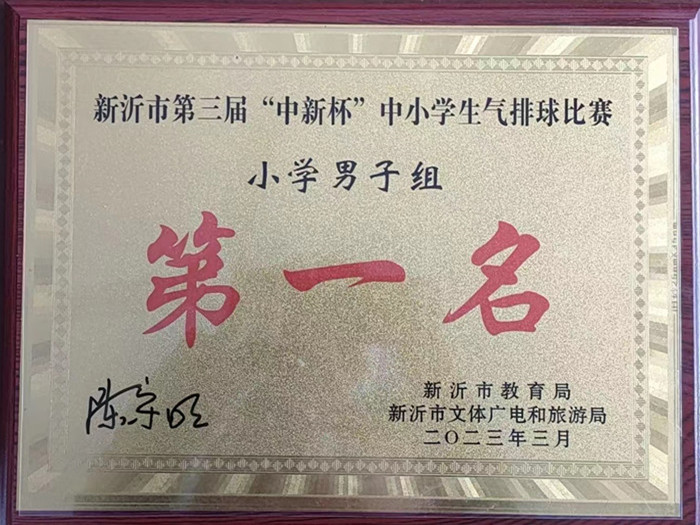 新沂市第三届“中新杯”中小学生气排球比赛
小学男子组
第一名
新沂市教育局
新沂市文体广电和旅游局
二〇二三年三月